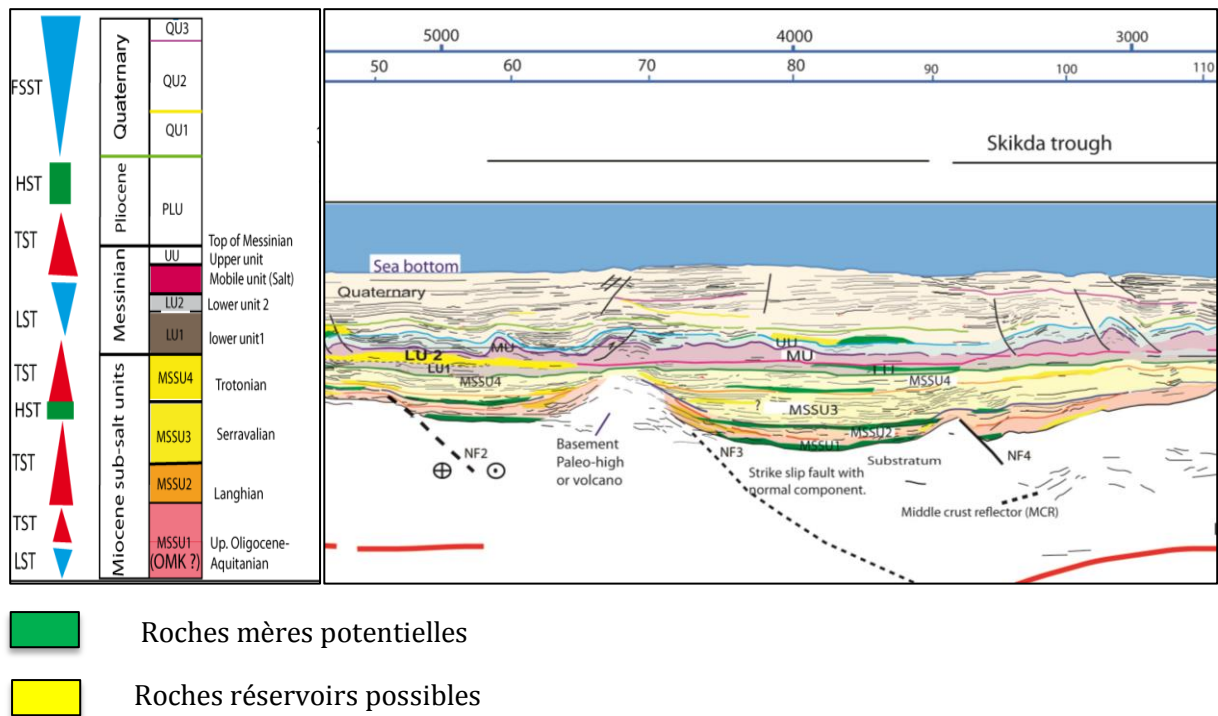 FSST
HST
TST
LST
TST
HST
TST
TST
LST
Quaternary
Pliocene
Messinian
Miocene sub-salt units
QU3
QU2
QU1
PLU
UU
LU2
LU1
MSSU4
MSSU3
MSSU2
MSSU1
(OMK ?)
Top of Messinian
Upper unit
Mobile unit (Salt)
Lower unit 2
lower unit1
Trotonian
Serravalian
Langhian
Up. Oligocene-
Aquitanian
5000 4000 3000
50 60 70 80 90 100 110
Skikda trough
Sea bottom
Quaternary
UU
MU
MU
LU 2
LU1
LU
MSSU4
MSSU4
?
MSSU3
MSSU2
MSSU1
NF2
Basement
Paleo-high
or volcano
NF3
Substratum
NF4
Strike slip fault with
normal component.
Middle crust reflector (MCR)
Roches mères potentielles
Roches réservoirs possibles